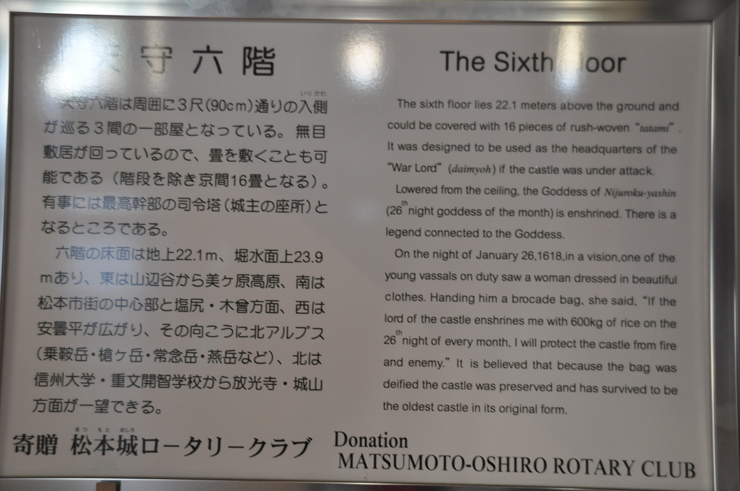 天守六階
いりがわ
天守六階は周囲に3尺(90cm)通りの入側
が巡る3間の一部屋となっている。無目
敷居が回っているので、畳を敷くことも可
能である(階段を除き京間16畳となる)。
有事には最高幹部の司令塔(城主の座所)と
なるところである。
六階の床面は地上22.1m、堀水面上23.9
mあり、東は山辺谷から美ヶ原高原、南は
松本市街の中心部と塩尻・木曽方面、西は
安曇平が広がり、その向こうに北アルプス
(乗鞍岳・槍ヶ岳・常念岳・燕岳など)、北は
信州大学・重文開智学校から放光寺・城山
方面が一望できる。
まつ もと おしろ
寄贈 松本城ロータリークラブ
The Sixth Floor
The sixth floor lies 22.1 meters above the ground and
could be covered with 16 pieces of rush-woven "tatami".
It was designed to be used as the headquarters of the
"War Lord" (daimyoh) if the castle was under attack.
Lowered from the ceiling, the Goddess of Nijuroku-yashin
(26th night goddess of the month) is enshrined. There is a
legend connected to the Goddess.
On the night of January 26,1618,in a vision,one of the
young vassals on duty saw a woman dressed in beautiful
clothes. Handing him a brocade bag, she said, "If the
lord of the castle enshrines me with 600kg of rice on the
26th night of every month, I will protect the castle from fire
and enemy." It is believed that because the bag was
deified the castle was preserved and has survived to be
the oldest castle in its original form.
Donation
MATSUMOTO-OSHIRO ROTARY CLUB